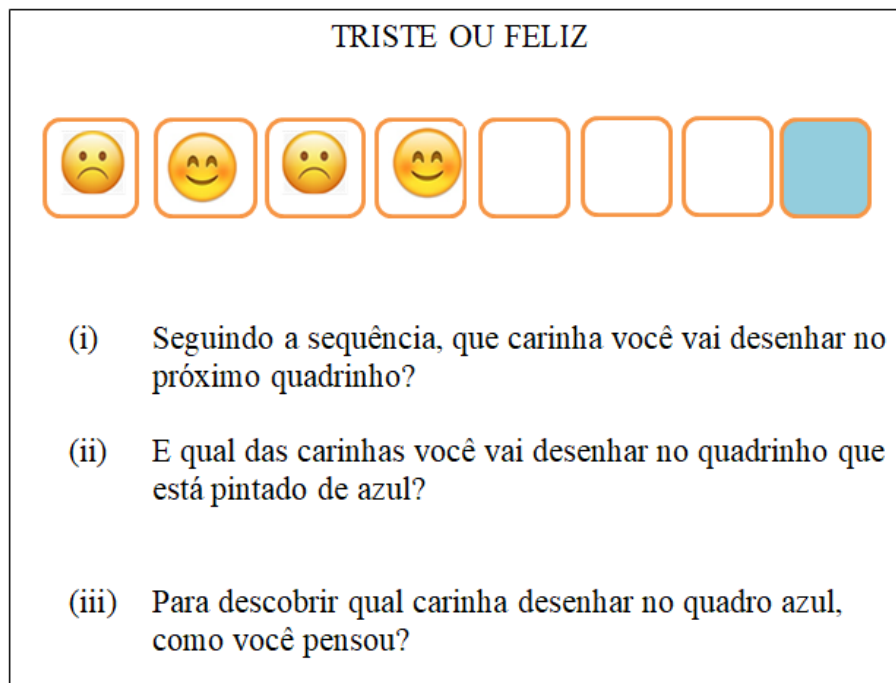 TRISTE OU FELIZ
(i) Seguindo a sequência, que carinha você vai desenhar no
próximo quadrinho?
(ii) E qual das carinhas você vai desenhar no quadrinho que
está pintado de azul?
(iii) Para descobrir qual carinha desenhar no quadro azul,
como você pensou?